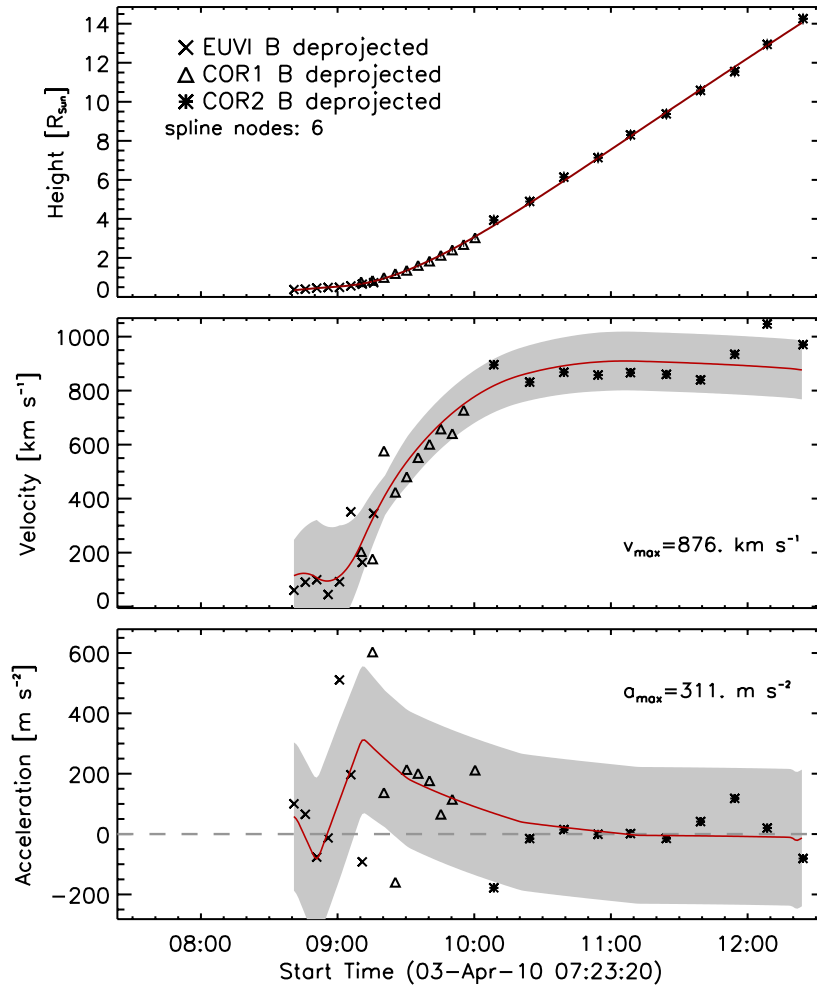 14
12
10
8
6
4
2
0
Height [R_Sun]
× EUVI B deprojected
△ COR1 B deprojected
✱ COR2 B deprojected
spline nodes: 6
1000
800
600
400
200
0
Velocity [km s⁻¹]
v_max=876. km s⁻¹
600
400
200
0
−200
Acceleration [m s⁻²]
a_max=311. m s⁻²
08:00 09:00 10:00 11:00 12:00
Start Time (03-Apr-10 07:23:20)